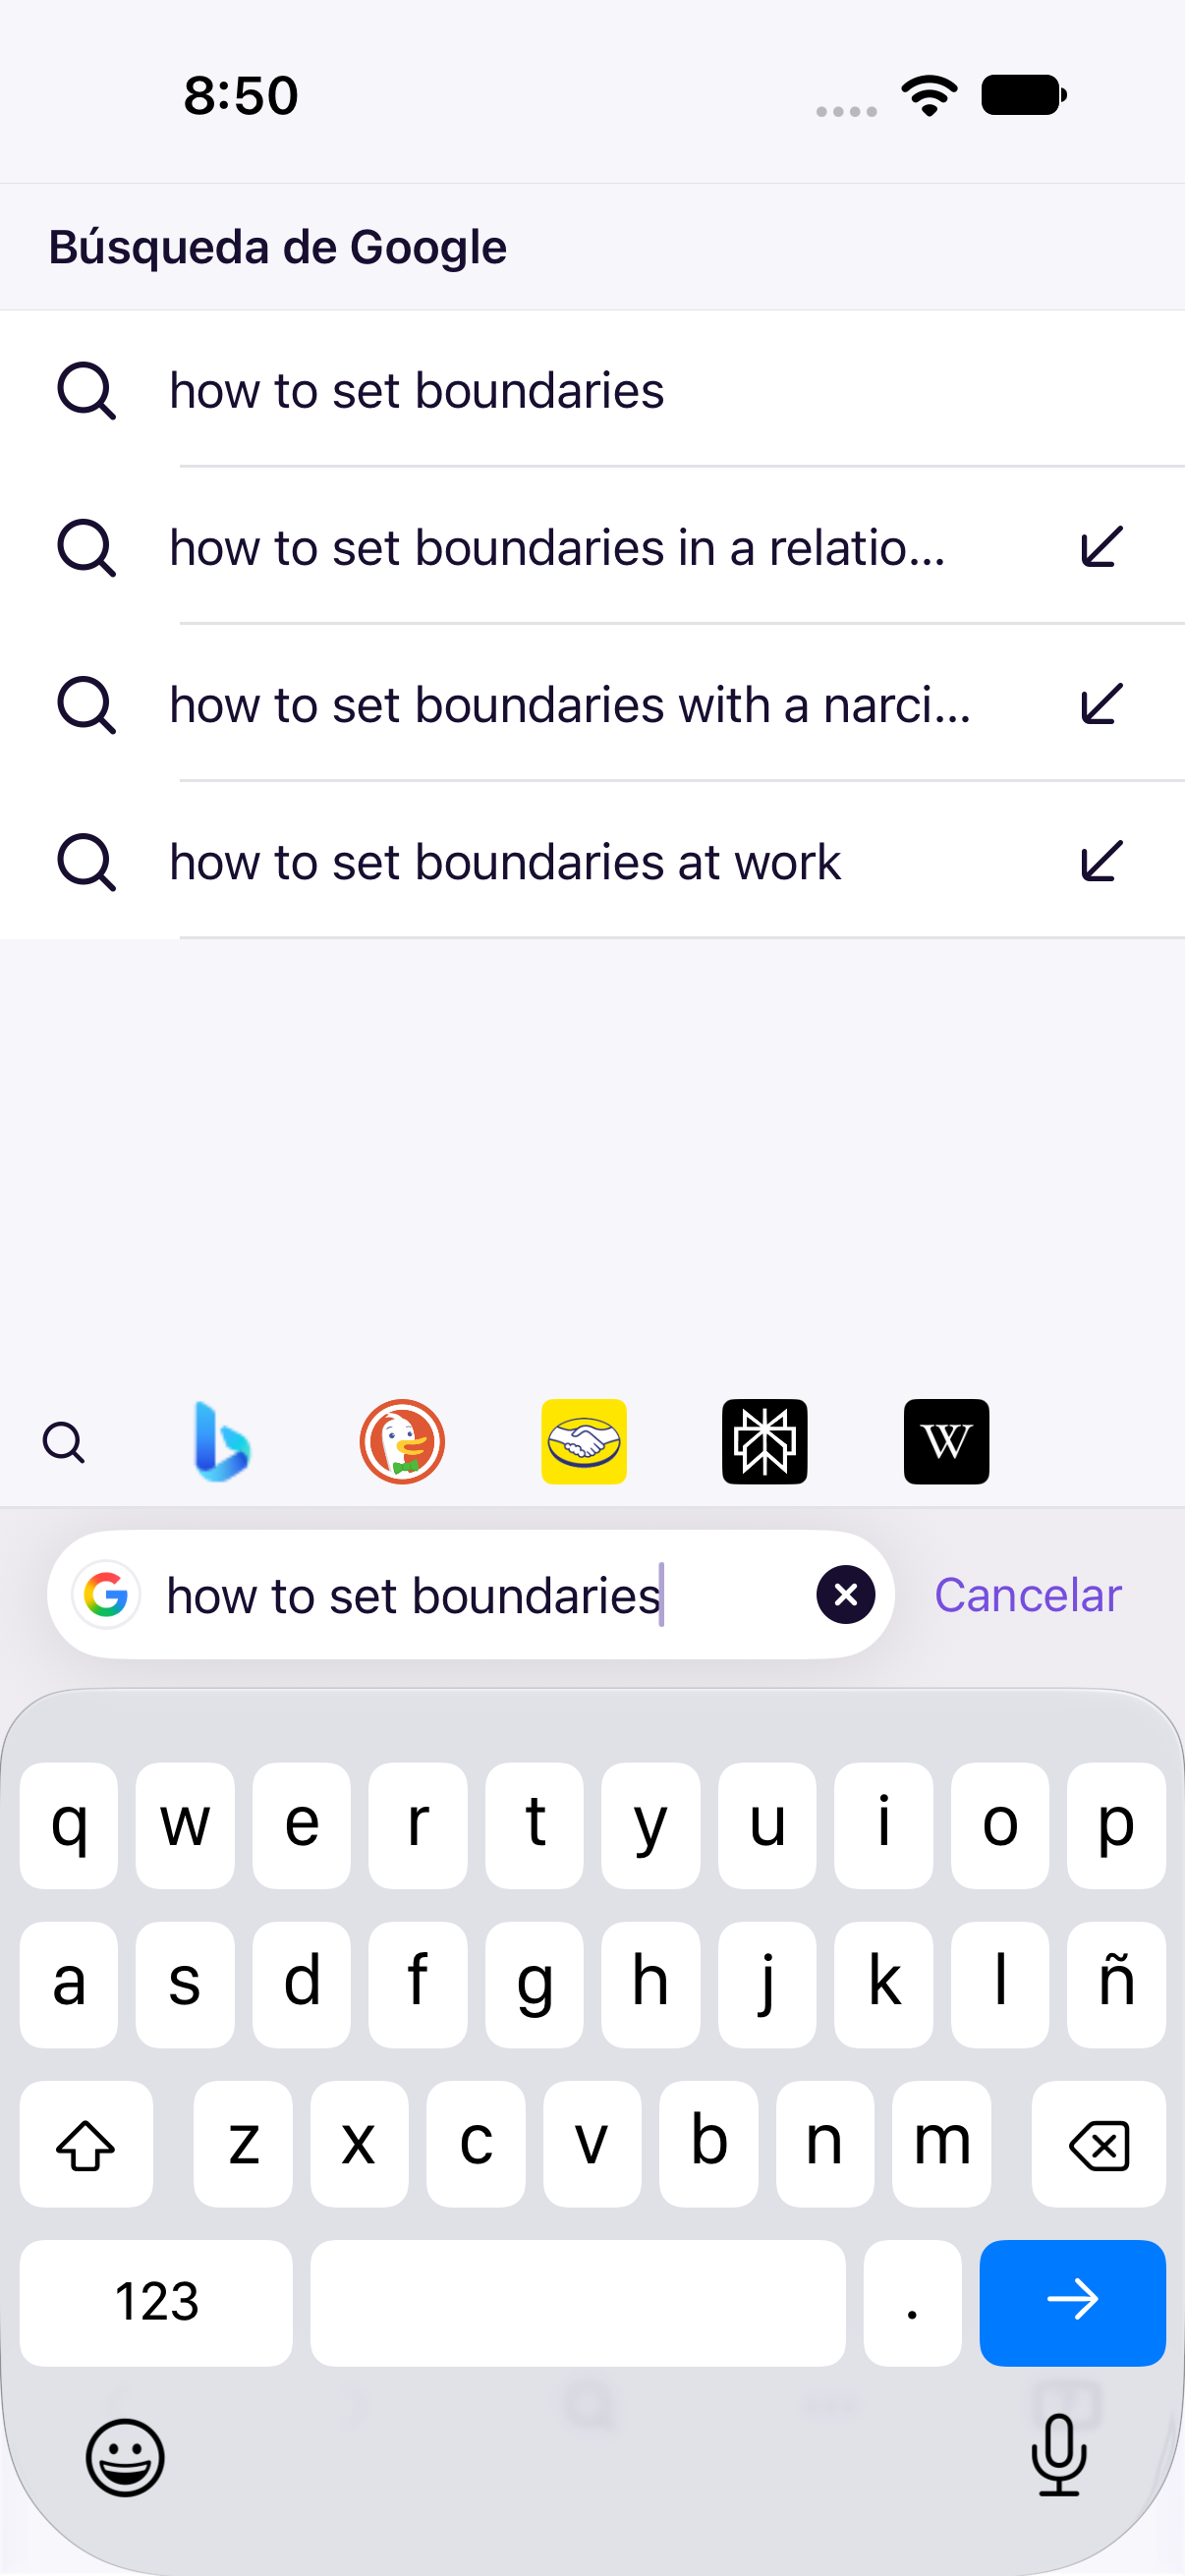 8:50
Búsqueda de Google
how to set boundaries
how to set boundaries in a relatio...
how to set boundaries with a narci...
how to set boundaries at work
W
G how to set boundaries Cancelar
q w e r t y u i o p
a s d f g h j k l ñ
z x c v b n m
123 .